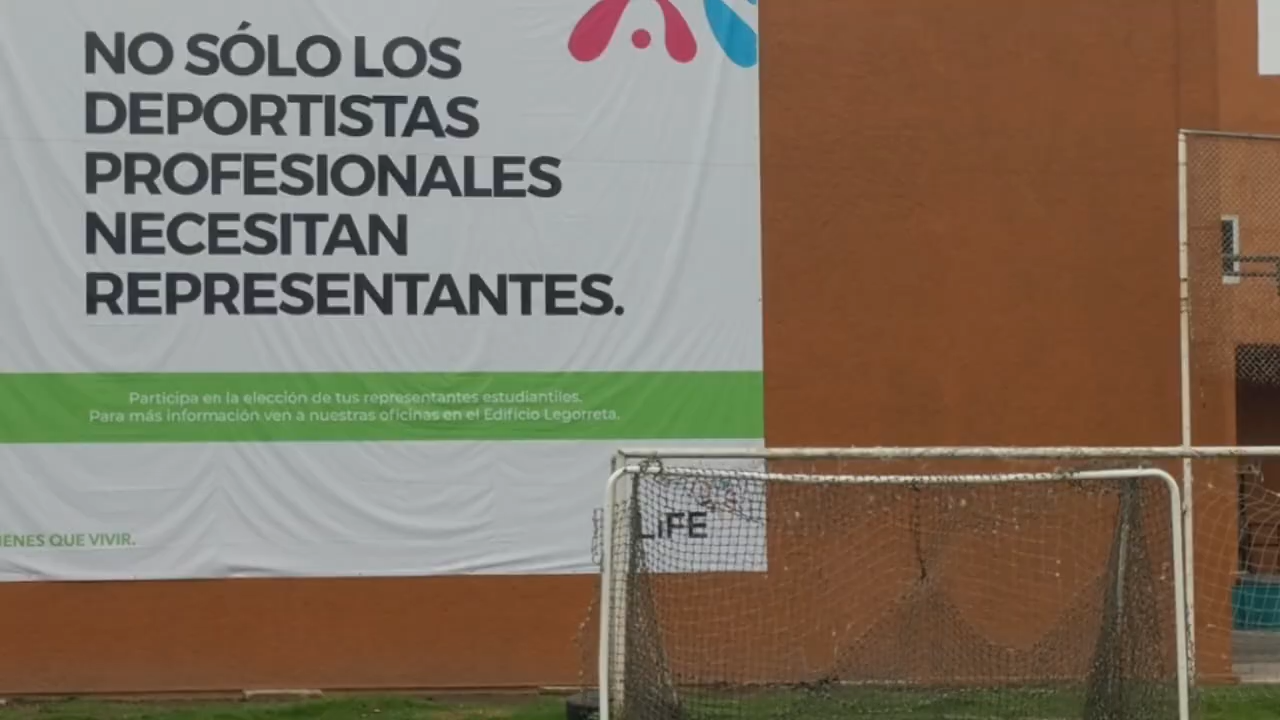 NO SÓLO LOS
DEPORTISTAS
PROFESIONALES
NECESITAN
REPRESENTANTES.
Participa en la elección de tus representantes estudiantiles.
Para más información ven a nuestras oficinas en el Edificio Legorreta.
IENES QUE VIVIR.
LiFE